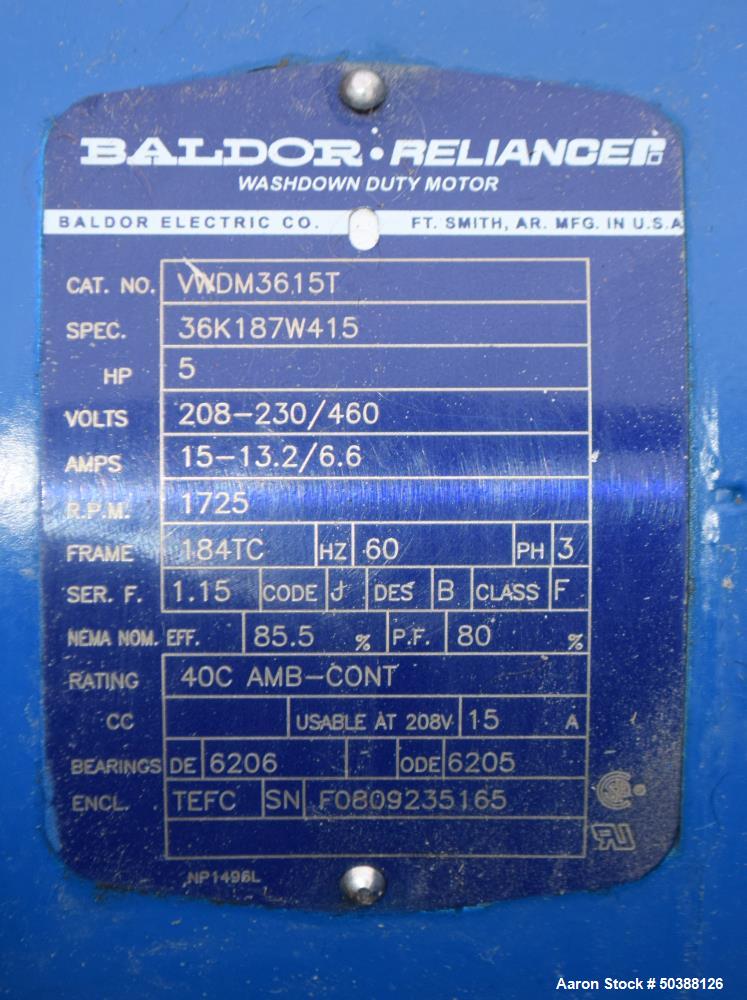 BALDOR • RELIANCE
WASHDOWN DUTY MOTOR
BALDOR ELECTRIC CO. FT. SMITH, AR. MFG. IN U.S.A
CAT. NO. VWDM3615T
SPEC. 36K187W415
HP 5
VOLTS 208-230/460
AMPS 15-13.2/6.6
R.P.M. 1725
FRAME 184TC HZ 60 PH 3
SER. F. 1.15 CODE J DES B CLASS F
NEMA NOM. EFF. 85.5 % P.F. 80 %
RATING 40C AMB-CONT
CC USABLE AT 208V 15 A
BEARINGS DE 6206 ODE 6205
ENCL. TEFC SN F0809235165
NP1496L
Aaron Stock # 50388126